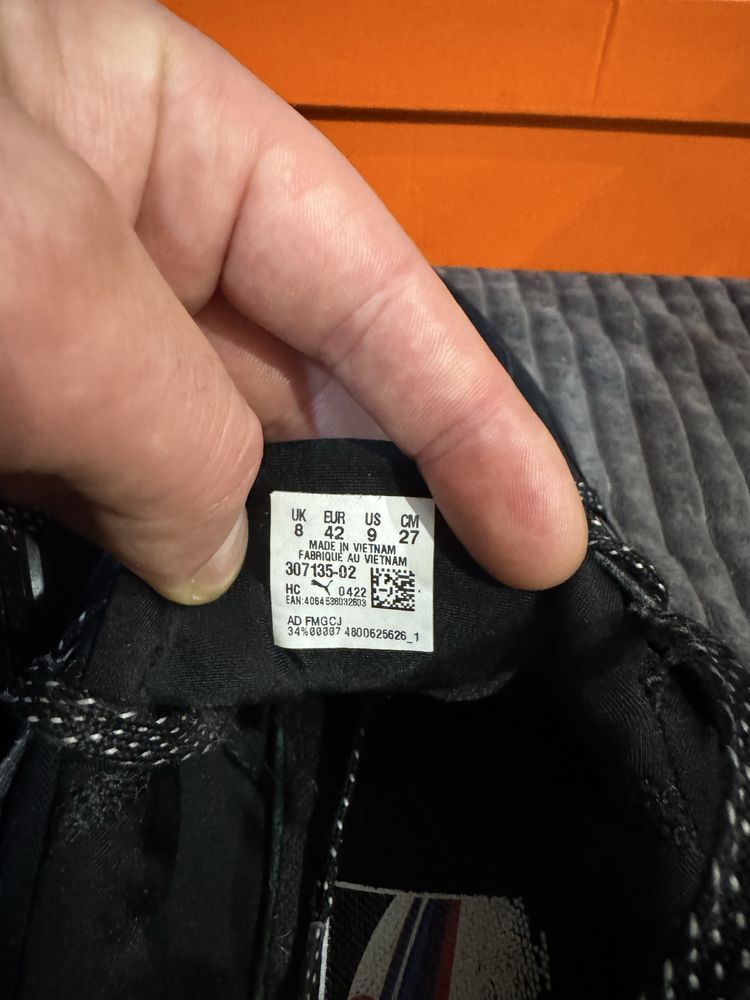 UK EUR US CM
8 42 9 27
MADE IN VIETNAM
FABRIQUE AU VIETNAM
307135-02
HC 0422
EAN:4064536032603
AD FMGCJ
34%00007 4800625626_1